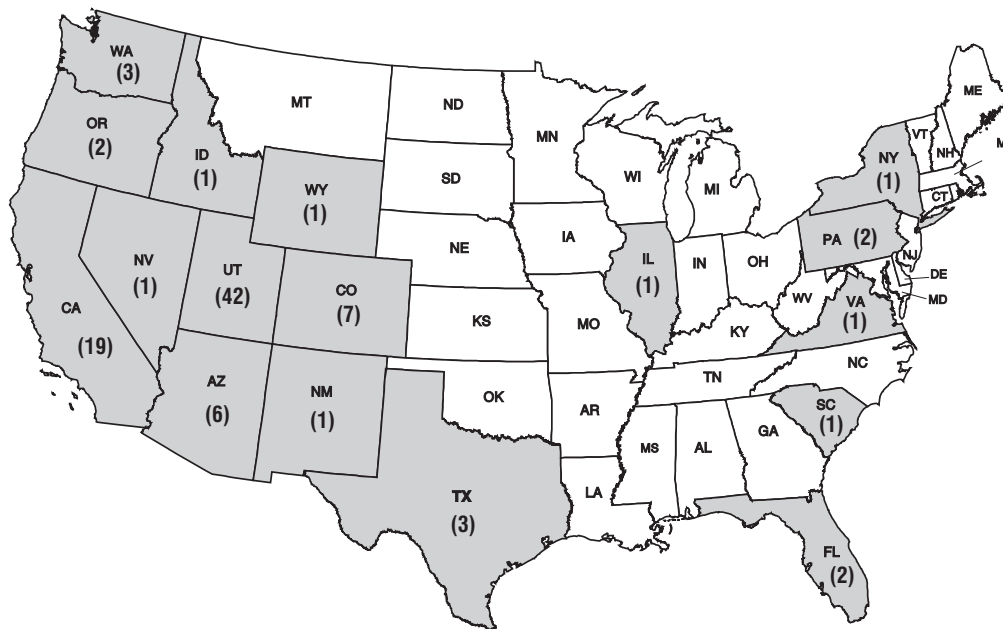 WA
(3)
MT
ND
MN
ME
OR
(2)
ID
(1)
VT
NH
M
NY
(1)
WY
(1)
SD
WI
MI
CT
NE
IA
PA (2)
NV
(1)
UT
(42)
CO
(7)
IL
(1)
IN
OH
NJ
DE
MD
WV
VA
(1)
CA
(19)
KS
MO
KY
NC
AZ
(6)
NM
(1)
OK
AR
TN
SC
(1)
MS
AL
GA
TX
(3)
LA
FL
(2)